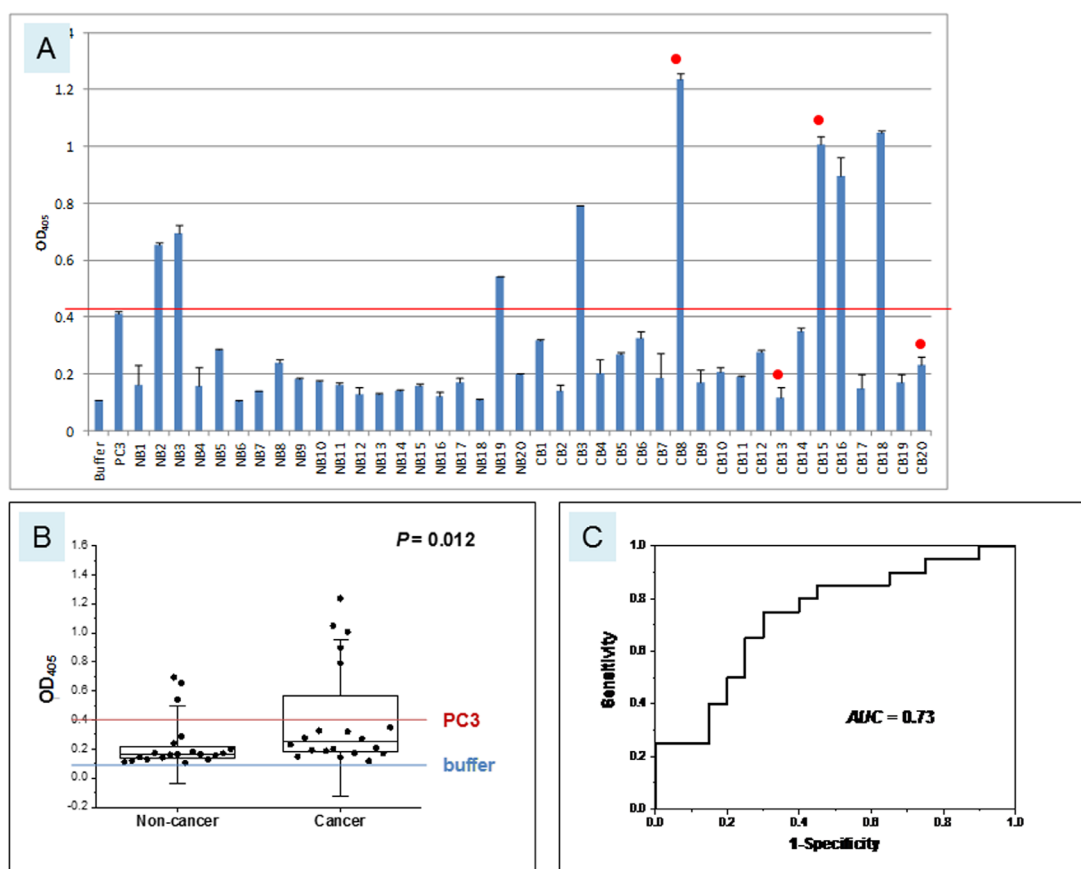 A
1.4
1.2
1
0.8
0.6
0.4
0.2
0
OD405
Buffer PC3 NB1 NB2 NB3 NB4 NB5 NB6 NB7 NB8 NB9 NB10 NB11 NB12 NB13 NB14 NB15 NB16 NB17 NB18 NB19 NB20 CB1 CB2 CB3 CB4 CB5 CB6 CB7 CB8 CB9 CB10 CB11 CB12 CB13 CB14 CB15 CB16 CB17 CB18 CB19 CB20
B
P = 0.012
1.6
1.4
1.2
1.0
0.8
0.6
0.4
0.2
0.0
-0.2
OD405
PC3
buffer
Non-cancer Cancer
C
1.0
0.8
0.6
0.4
0.2
0.0
Sensitivity
AUC = 0.73
0.0 0.2 0.4 0.6 0.8 1.0
1-Specificity